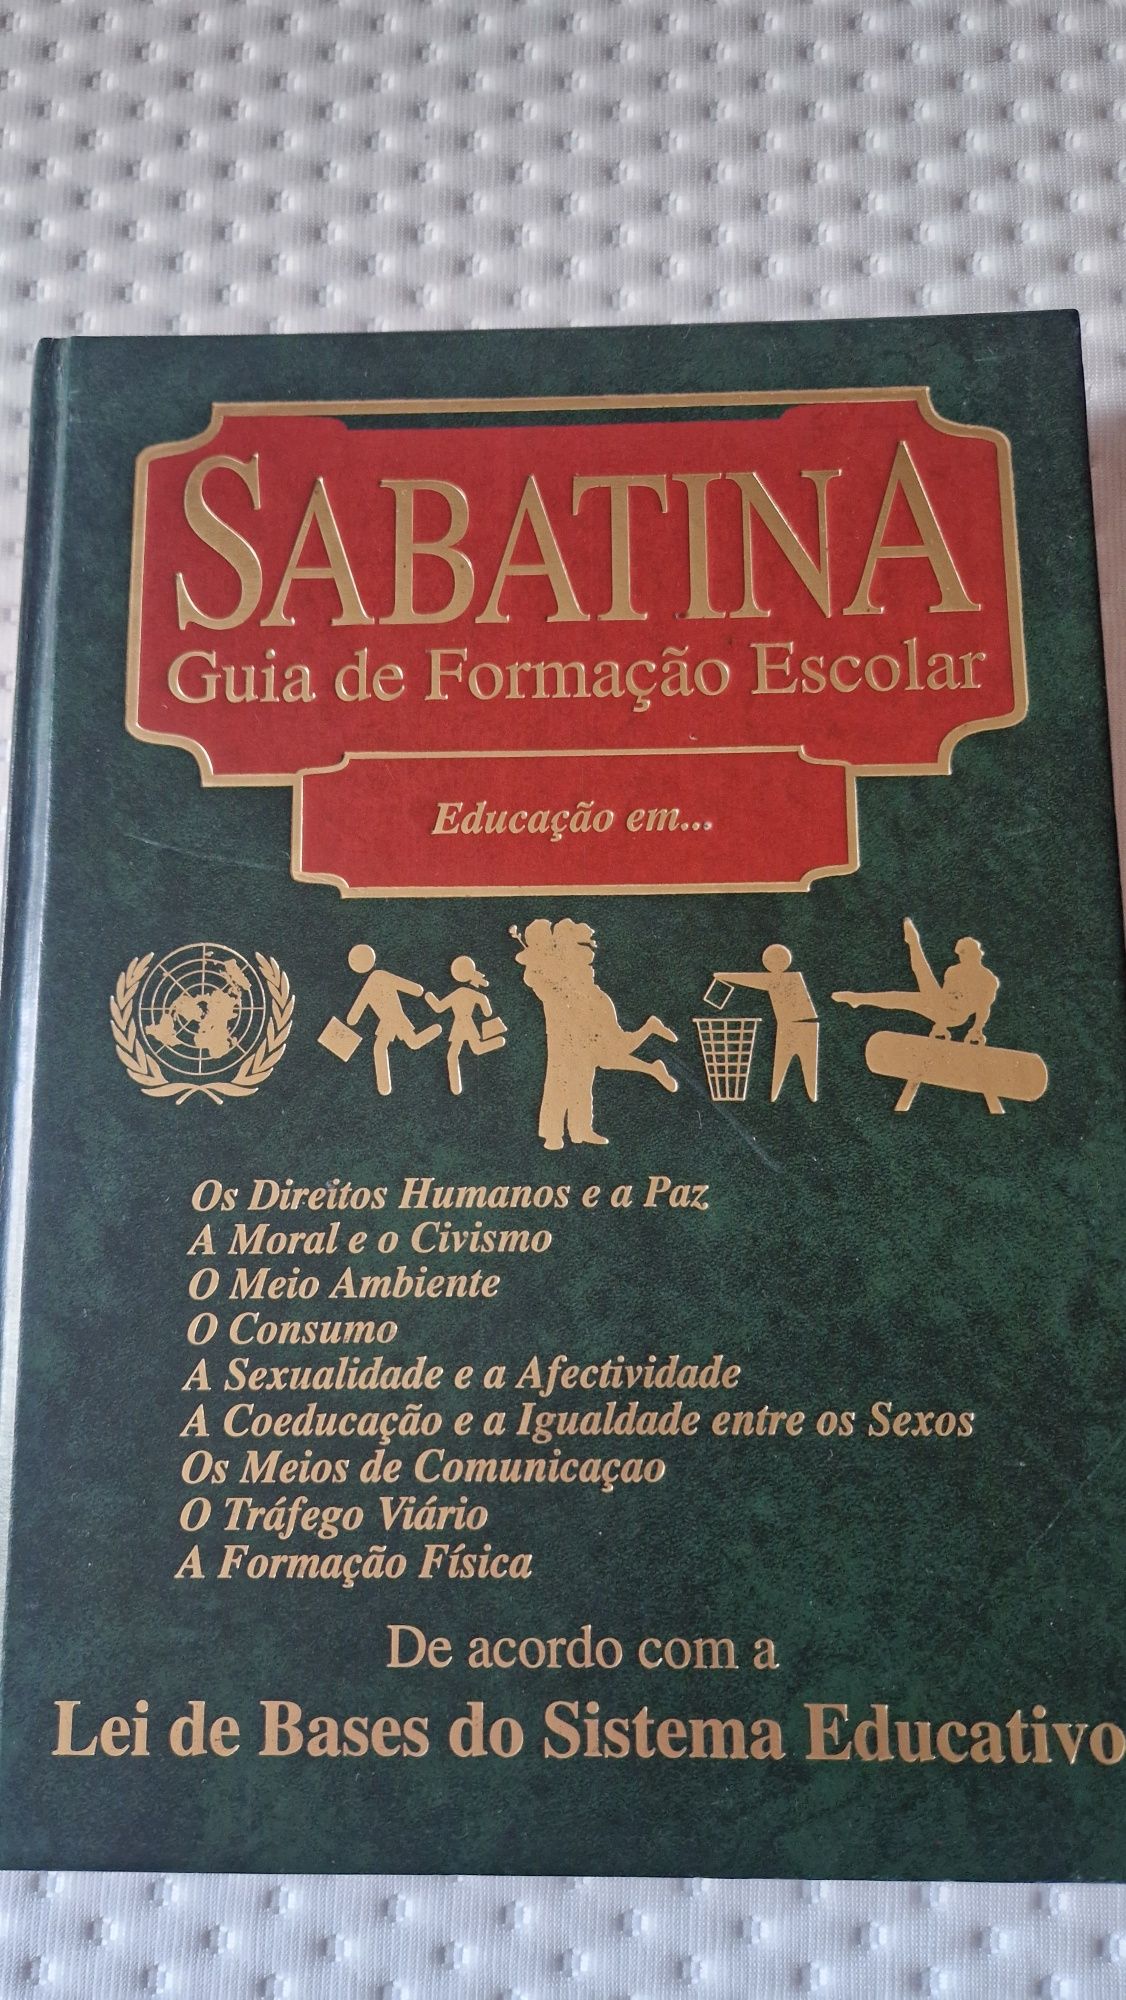 SABATINA
Guia de Formação Escolar
Educação em...
Os Direitos Humanos e a Paz
A Moral e o Civismo
O Meio Ambiente
O Consumo
A Sexualidade e a Afectividade
A Coeducação e a Igualdade entre os Sexos
Os Meios de Comunicaçao
O Tráfego Viário
A Formação Física
De acordo com a
Lei de Bases do Sistema Educativo